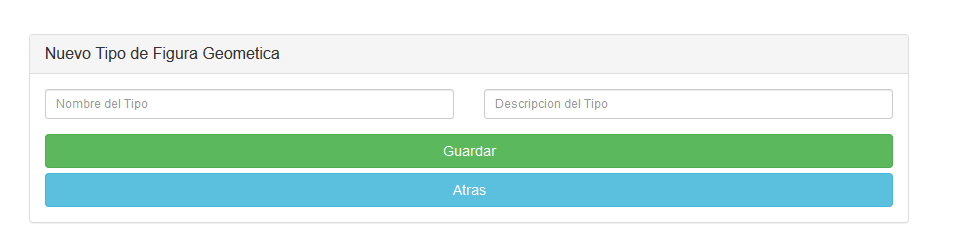 Nuevo Tipo de Figura Geometica
Nombre del Tipo
Descripcion del Tipo
Guardar
Atras